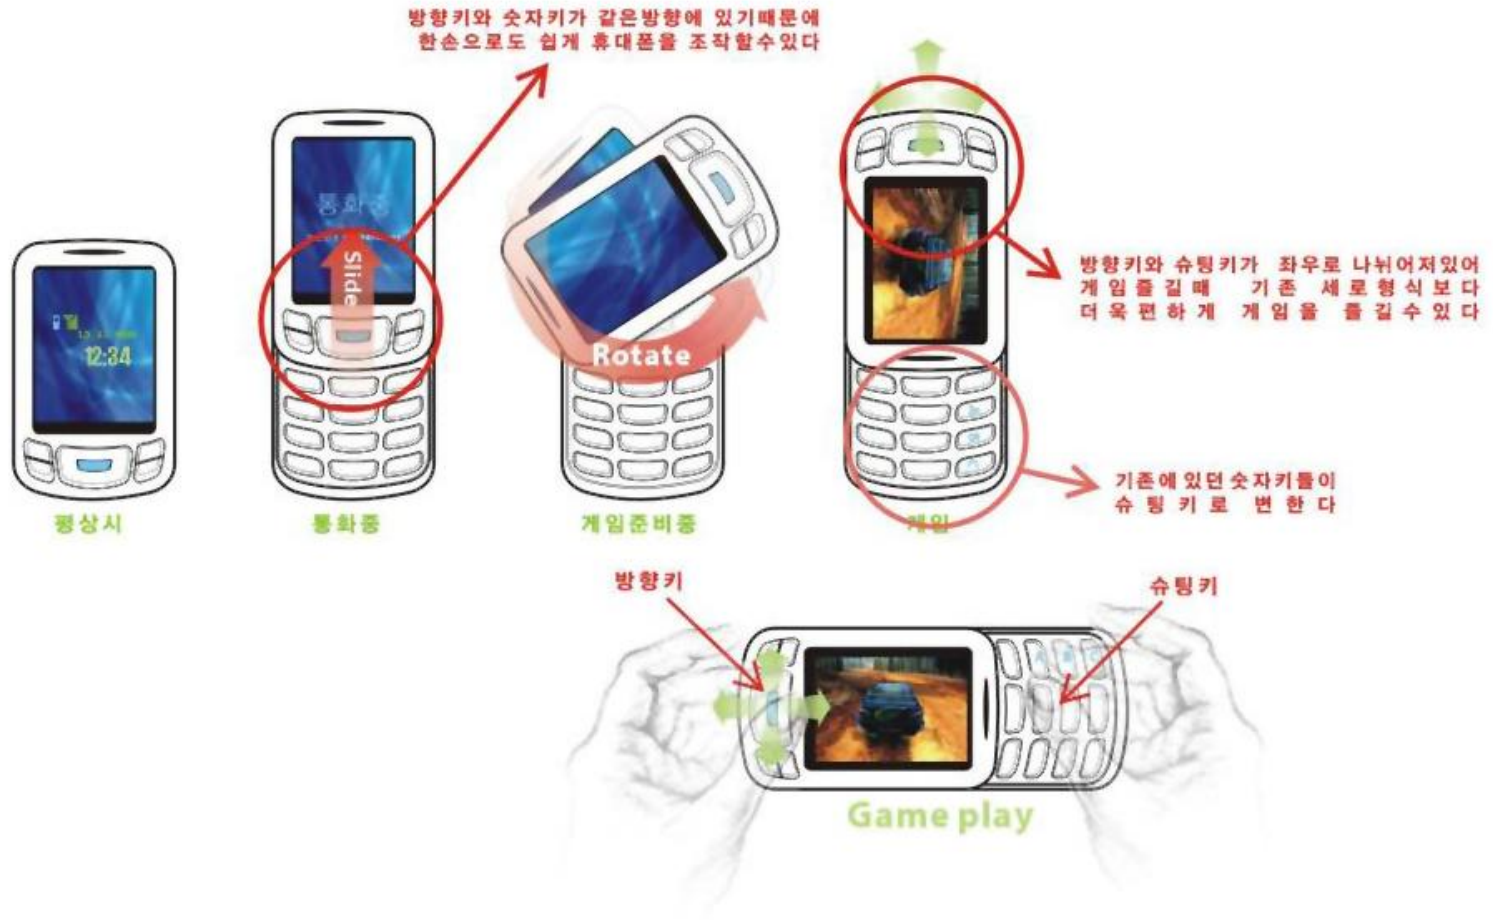 방향키와 숫자키가 같은방향에 있기때문에
한손으로도 쉽게 휴대폰을 조작할수있다
통화중
Slide
12:34
Rotate
방향키와 슈팅키가 좌우로 나뉘어저있어
게임즐길때 기존 세로형식보다
더욱편하게 게임을 즐길수있다
기존에있던숫자키들이
슈팅키로 변한다
평상시
통화중
게임준비중
게임
방향키
슈팅키
A B C
Game play